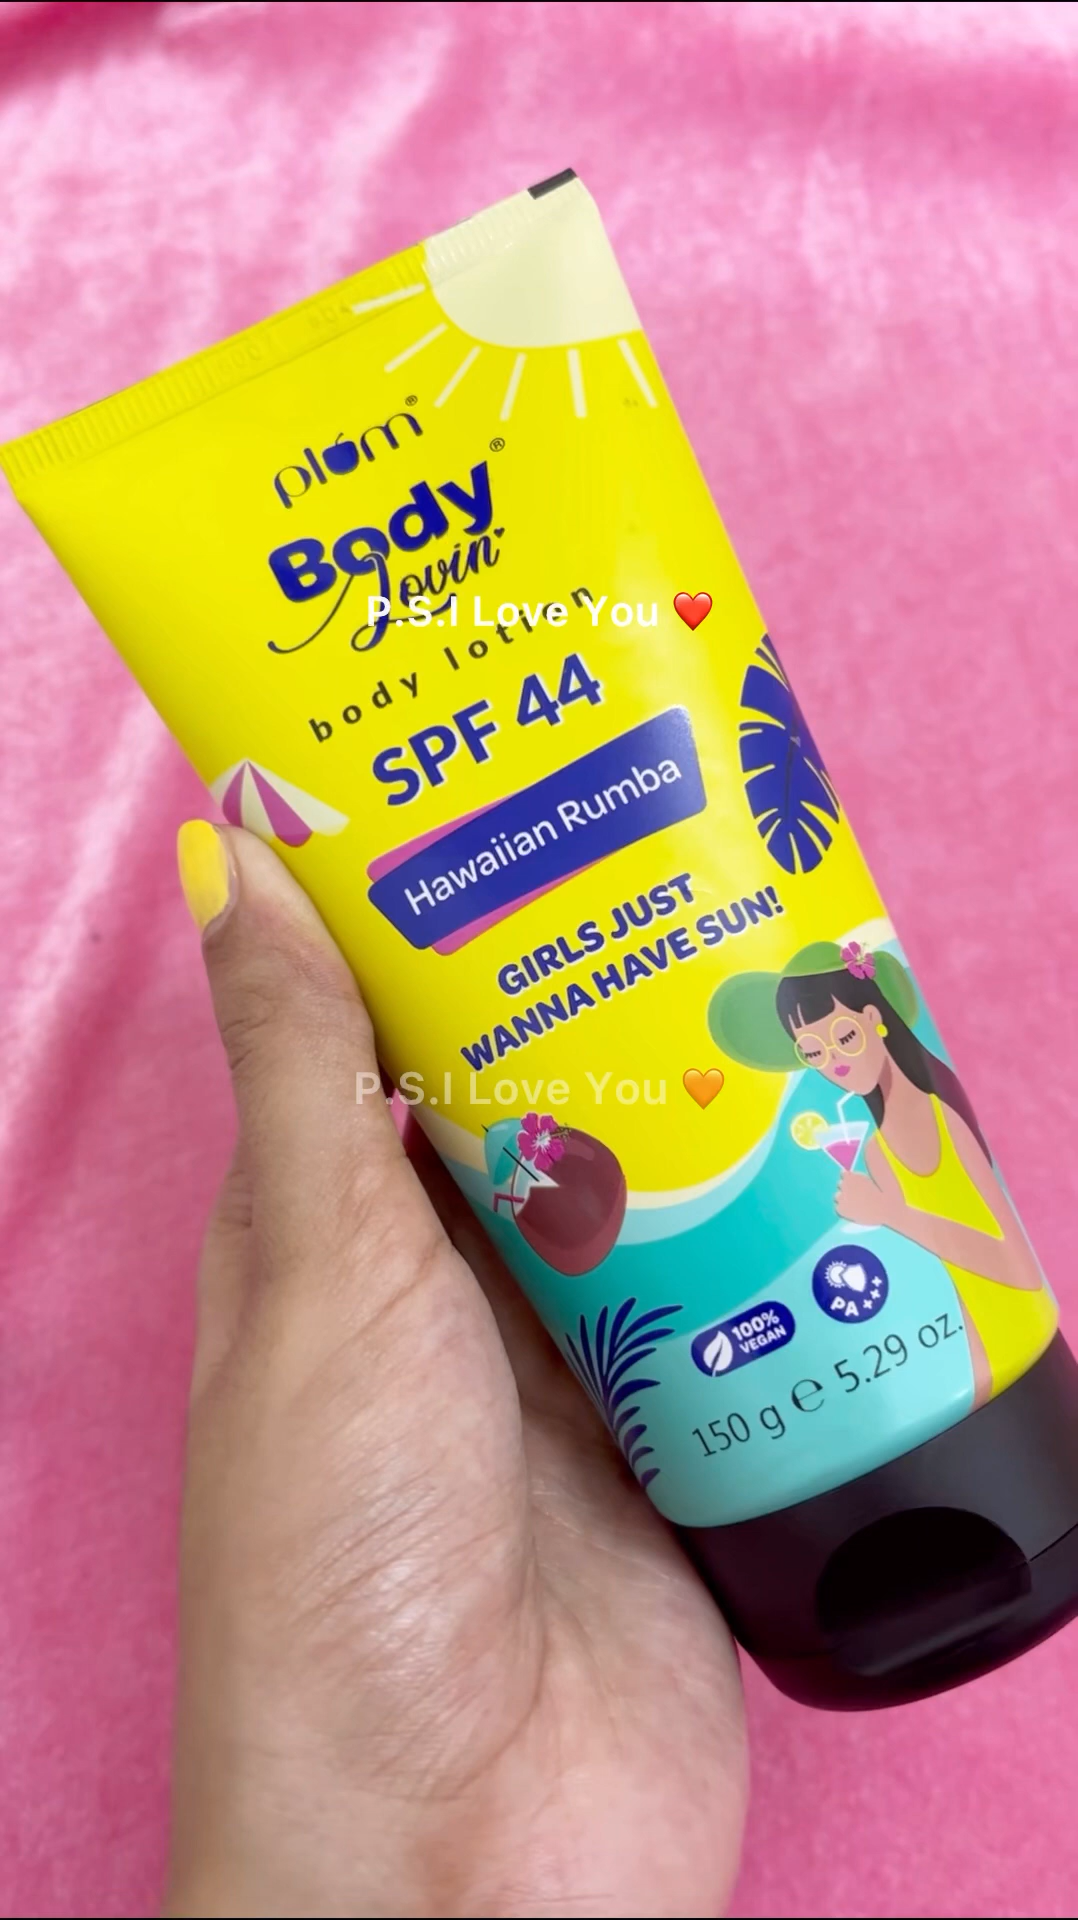 plum®
Body®
Lovin'
P.S.I Love You ❤️
body lotion
SPF 44
Hawaiian Rumba
GIRLS JUST
WANNA HAVE SUN!
P.S.I Love You 🧡
100%
VEGAN
PA+++
150 g ℮ 5.29 oz.